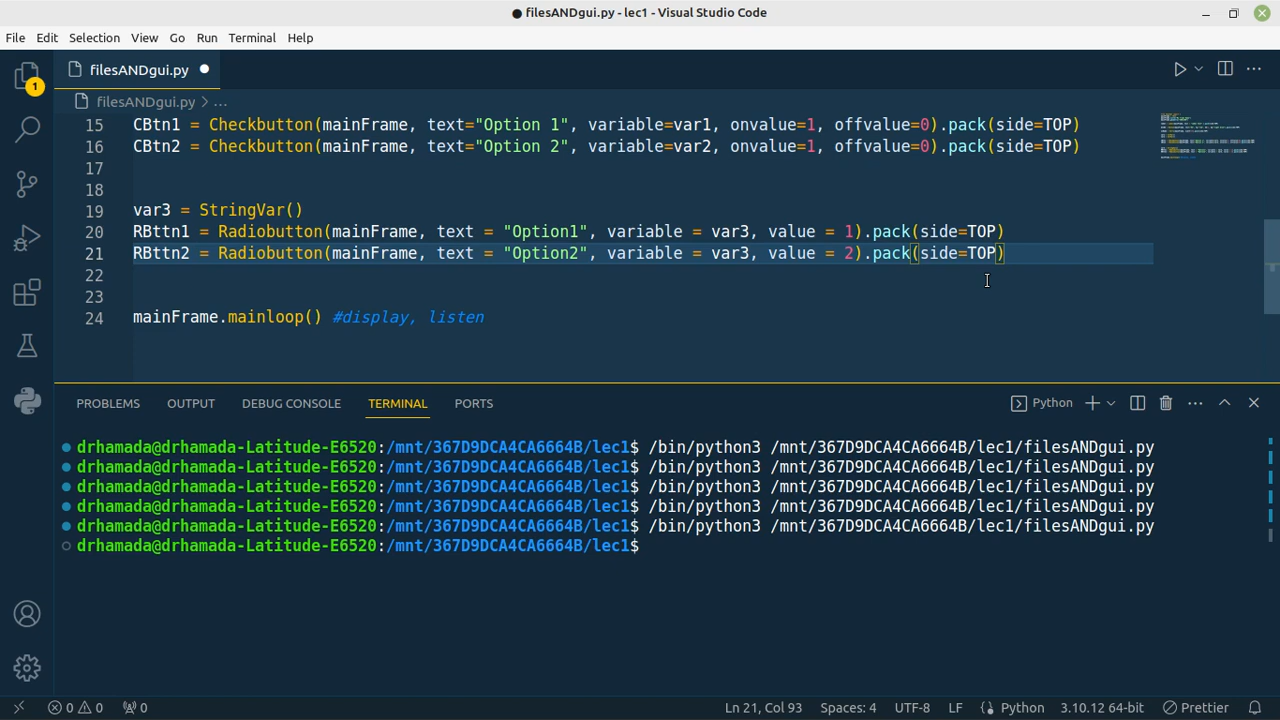 ● filesANDgui.py - lec1 - Visual Studio Code
File Edit Selection View Go Run Terminal Help
1
filesANDgui.py ●
filesANDgui.py > ...
15 CBtn1 = Checkbutton(mainFrame, text="Option 1", variable=var1, onvalue=1, offvalue=0).pack(side=TOP)
16 CBtn2 = Checkbutton(mainFrame, text="Option 2", variable=var2, onvalue=1, offvalue=0).pack(side=TOP)
17
18
19 var3 = StringVar()
20 RBttn1 = Radiobutton(mainFrame, text = "Option1", variable = var3, value = 1).pack(side=TOP)
21 RBttn2 = Radiobutton(mainFrame, text = "Option2", variable = var3, value = 2).pack(side=TOP)
22
23
24 mainFrame.mainloop() #display, listen
PROBLEMS OUTPUT DEBUG CONSOLE TERMINAL PORTS Python
drhamada@drhamada-Latitude-E6520:/mnt/367D9DCA4CA6664B/lec1$ /bin/python3 /mnt/367D9DCA4CA6664B/lec1/filesANDgui.py
drhamada@drhamada-Latitude-E6520:/mnt/367D9DCA4CA6664B/lec1$ /bin/python3 /mnt/367D9DCA4CA6664B/lec1/filesANDgui.py
drhamada@drhamada-Latitude-E6520:/mnt/367D9DCA4CA6664B/lec1$ /bin/python3 /mnt/367D9DCA4CA6664B/lec1/filesANDgui.py
drhamada@drhamada-Latitude-E6520:/mnt/367D9DCA4CA6664B/lec1$ /bin/python3 /mnt/367D9DCA4CA6664B/lec1/filesANDgui.py
drhamada@drhamada-Latitude-E6520:/mnt/367D9DCA4CA6664B/lec1$ /bin/python3 /mnt/367D9DCA4CA6664B/lec1/filesANDgui.py
drhamada@drhamada-Latitude-E6520:/mnt/367D9DCA4CA6664B/lec1$
0 0 0 Ln 21, Col 93 Spaces: 4 UTF-8 LF Python 3.10.12 64-bit Prettier